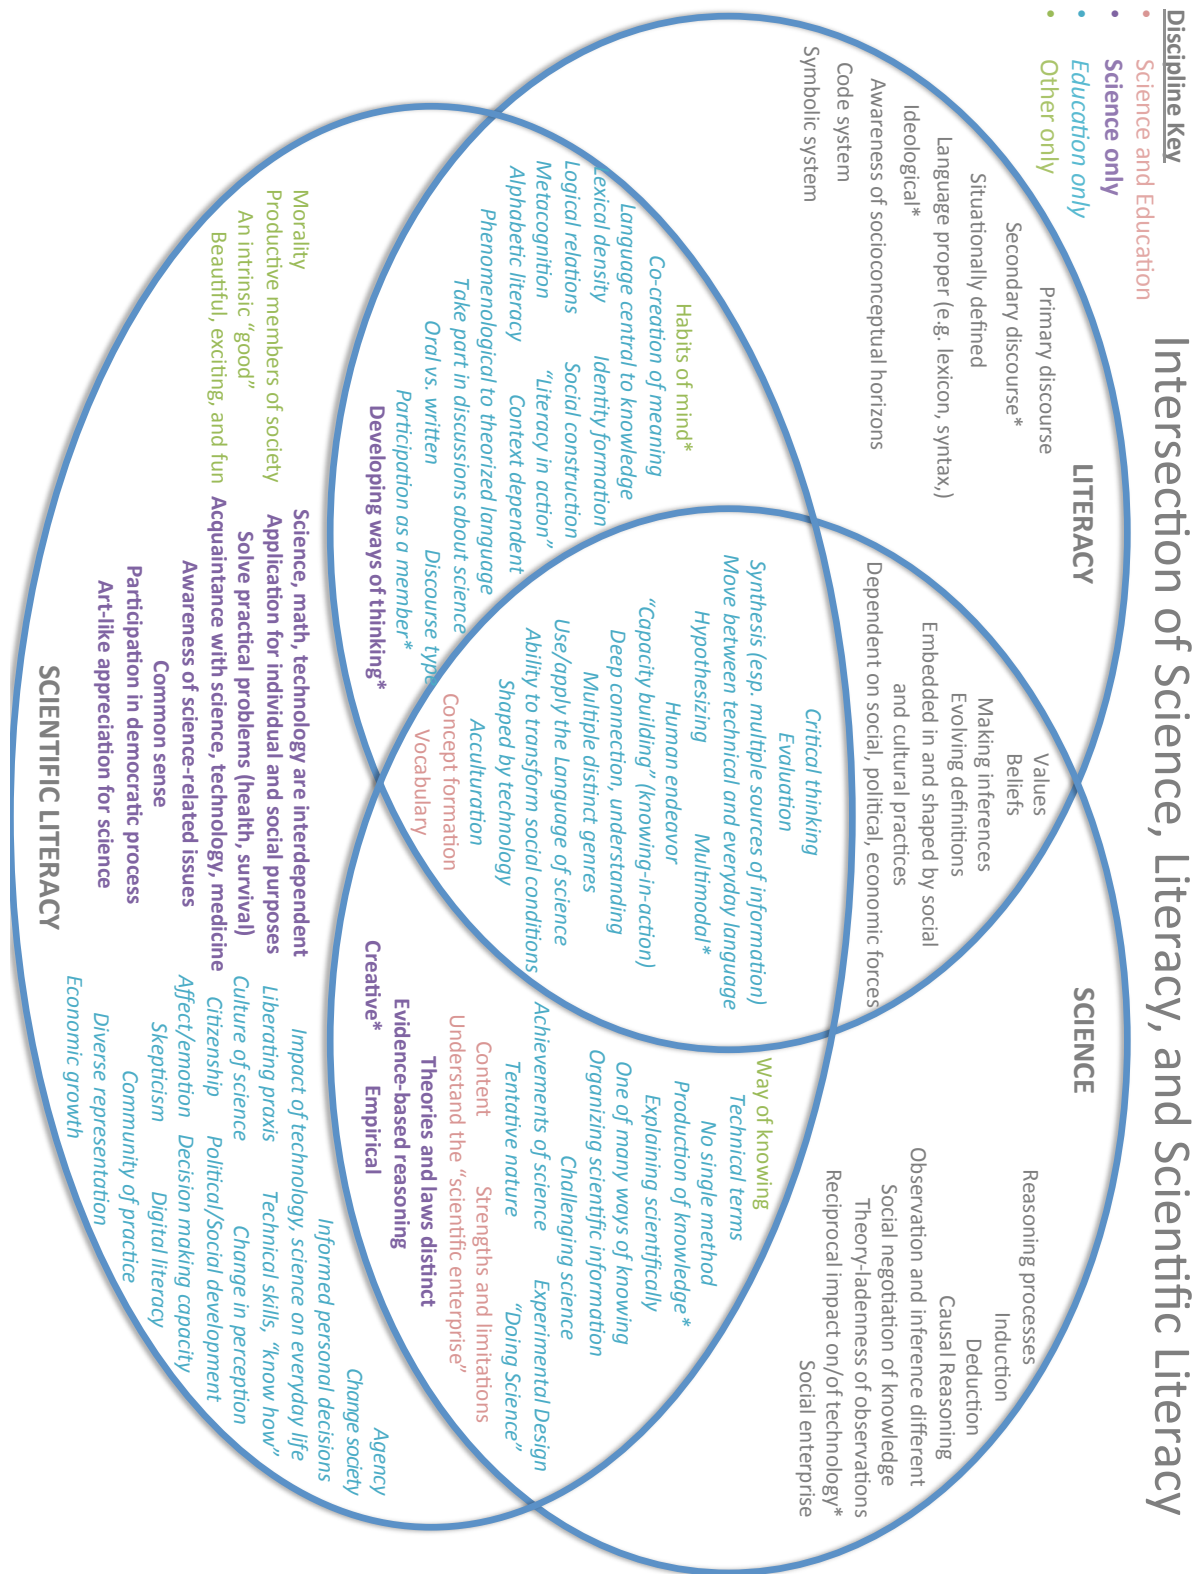 Intersection of Science, Literacy, and Scientific Literacy
Discipline Key
• Science and Education
• Science only
• Education only
• Other only
LITERACY
Primary discourse
Secondary discourse*
Situationally defined
Language proper (e.g. lexicon, syntax,)
Ideological*
Awareness of socioconceptual horizons
Code system
Symbolic system
Values
Beliefs
Making inferences
Evolving definitions
Embedded in and shaped by social
and cultural practices
Dependent on social, political, economic forces
SCIENCE
Reasoning processes
Induction
Deduction
Causal Reasoning
Observation and inference different
Social negotiation of knowledge
Theory-ladenness of observations
Reciprocal impact on/of technology*
Social enterprise
Habits of mind*
Co-creation of meaning
Language central to knowledge
Lexical density Identity formation
Logical relations Social construction
Metacognition "Literacy in action"
Alphabetic literacy Context dependent
Phenomenological to theorized language
Take part in discussions about science
Oral vs. written Discourse type
Participation as a member*
Developing ways of thinking*
Critical thinking
Evaluation
Synthesis (esp. multiple sources of information)
Move between technical and everyday language
Hypothesizing Multimodal*
Human endeavor
"Capacity building" (knowing-in-action)
Deep connection, understanding
Multiple distinct genres
Use/apply the Language of science
Ability to transform social conditions
Shaped by technology
Acculturation
Concept formation
Vocabulary
Way of knowing
Technical terms
No single method
Production of knowledge*
Explaining scientifically
One of many ways of knowing
Organizing scientific information
Challenging science
Achievements of science Experimental Design
Tentative nature "Doing Science"
Content Strengths and limitations
Understand the "scientific enterprise"
Theories and laws distinct
Evidence-based reasoning
Creative* Empirical
Morality
Productive members of society
An intrinsic "good"
Beautiful, exciting, and fun
Science, math, technology are interdependent
Application for individual and social purposes
Solve practical problems (health, survival)
Acquaintance with science, technology, medicine
Awareness of science-related issues
Common sense
Participation in democratic process
Art-like appreciation for science
Agency
Change society
Informed personal decisions
Impact of technology, science on everyday life
Liberating praxis Technical skills, "know how"
Culture of science Change in perception
Citizenship Political/Social development
Affect/emotion Decision making capacity
Skepticism Digital literacy
Community of practice
Diverse representation
Economic growth
SCIENTIFIC LITERACY